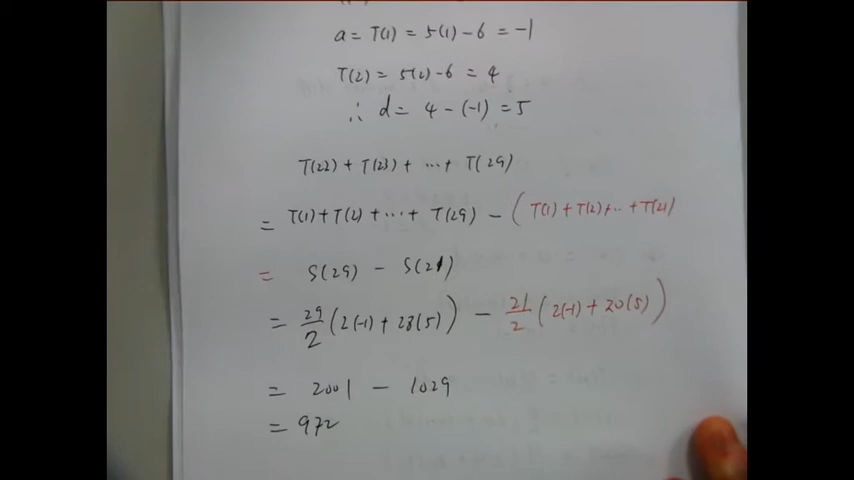 a = T(1) = 5(1) - 6 = -1
T(2) = 5(2) - 6 = 4
∴ d = 4 - (-1) = 5
T(22) + T(23) + ... + T(29)
= T(1) + T(2) + ... + T(29) - (T(1) + T(2) + ... + T(21)
= S(29) - S(21)
= 29/2 (2(-1) + 28(5)) - 21/2 (2(-1) + 20(5))
= 2001 - 1029
= 972